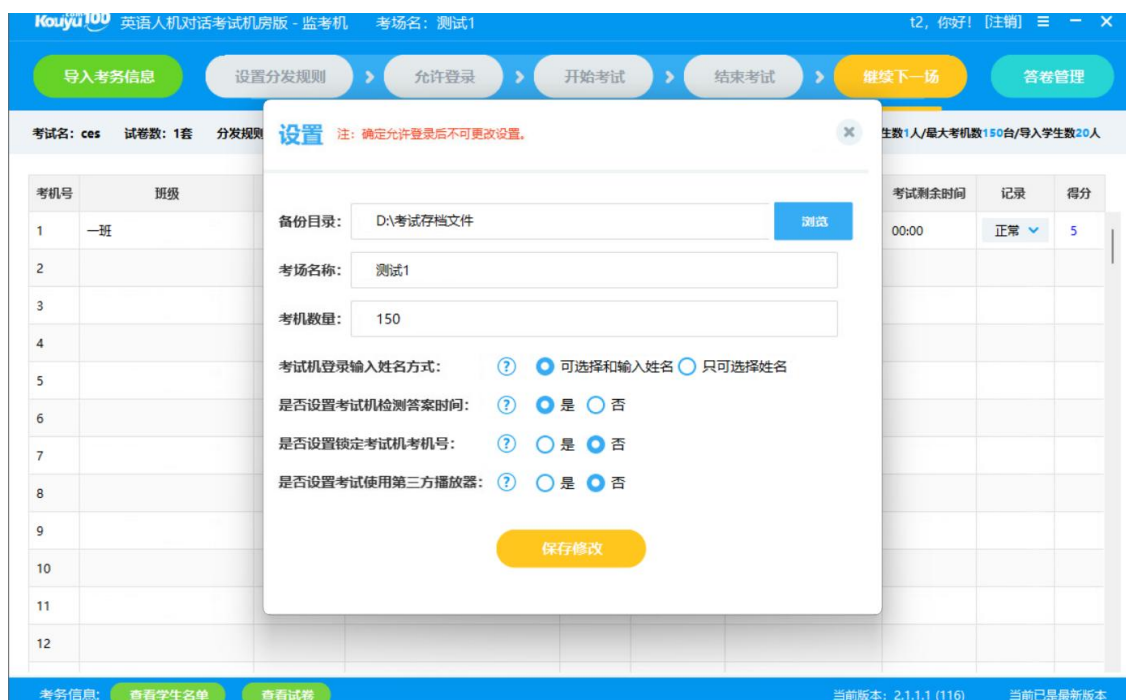 Kouyu100.com 英语人机对话考试机房版 - 监考机 考场名：测试1 t2，你好！ [注销]
导入考务信息 设置分发规则 允许登录 开始考试 结束考试 继续下一场 答卷管理
考试名：ces 试卷数：1套 分发规则 生数1人/最大考机数150台/导入学生数20人
设置 注：确定允许登录后不可更改设置。
考机号 班级 考试剩余时间 记录 得分
备份目录： D:\考试存档文件 浏览
1 一班 00:00 正常 5
2
考场名称： 测试1
3
考机数量： 150
4
考试机登录输入姓名方式： ? 可选择和输入姓名 只可选择姓名
5
是否设置考试机检测答案时间： ? 是 否
6
是否设置锁定考试机考机号： ? 是 否
7
是否设置考试使用第三方播放器： ? 是 否
8
9
保存修改
10
11
12
考务信息： 查看学生名单 查看试卷 当前版本：2.1.1.1 (116) 当前已是最新版本